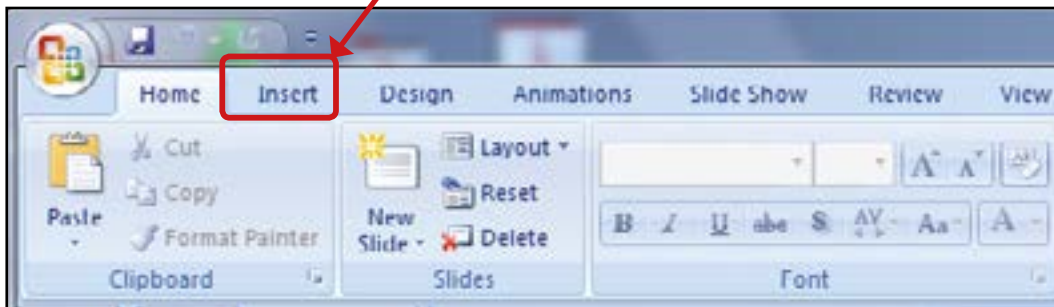 Home Insert Design Animations Slide Show Review View
Cut
Copy
Format Painter
Paste
Clipboard
Layout
Reset
Delete
New
Slide
Slides
B I U abe S AV Aa A
A A
Font